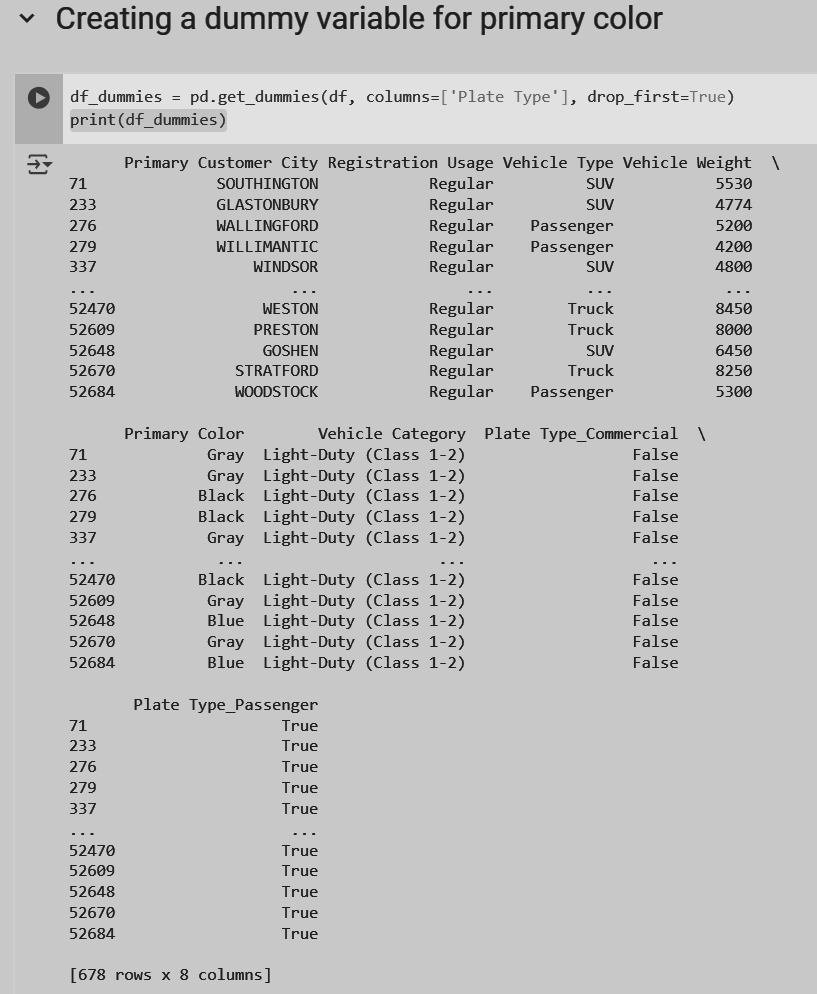 Creating a dummy variable for primary color
df_dummies = pd.get_dummies(df, columns=['Plate Type'], drop_first=True)
print(df_dummies)
Primary Customer City Registration Usage Vehicle Type Vehicle Weight \
71 SOUTHINGTON Regular SUV 5530
233 GLASTONBURY Regular SUV 4774
276 WALLINGFORD Regular Passenger 5200
279 WILLIMANTIC Regular Passenger 4200
337 WINDSOR Regular SUV 4800
... ... ... ... ...
52470 WESTON Regular Truck 8450
52609 PRESTON Regular Truck 8000
52648 GOSHEN Regular SUV 6450
52670 STRATFORD Regular Truck 8250
52684 WOODSTOCK Regular Passenger 5300
Primary Color Vehicle Category Plate Type_Commercial \
71 Gray Light-Duty (Class 1-2) False
233 Gray Light-Duty (Class 1-2) False
276 Black Light-Duty (Class 1-2) False
279 Black Light-Duty (Class 1-2) False
337 Gray Light-Duty (Class 1-2) False
... ... ... ...
52470 Black Light-Duty (Class 1-2) False
52609 Gray Light-Duty (Class 1-2) False
52648 Blue Light-Duty (Class 1-2) False
52670 Gray Light-Duty (Class 1-2) False
52684 Blue Light-Duty (Class 1-2) False
Plate Type_Passenger
71 True
233 True
276 True
279 True
337 True
... ...
52470 True
52609 True
52648 True
52670 True
52684 True
[678 rows x 8 columns]